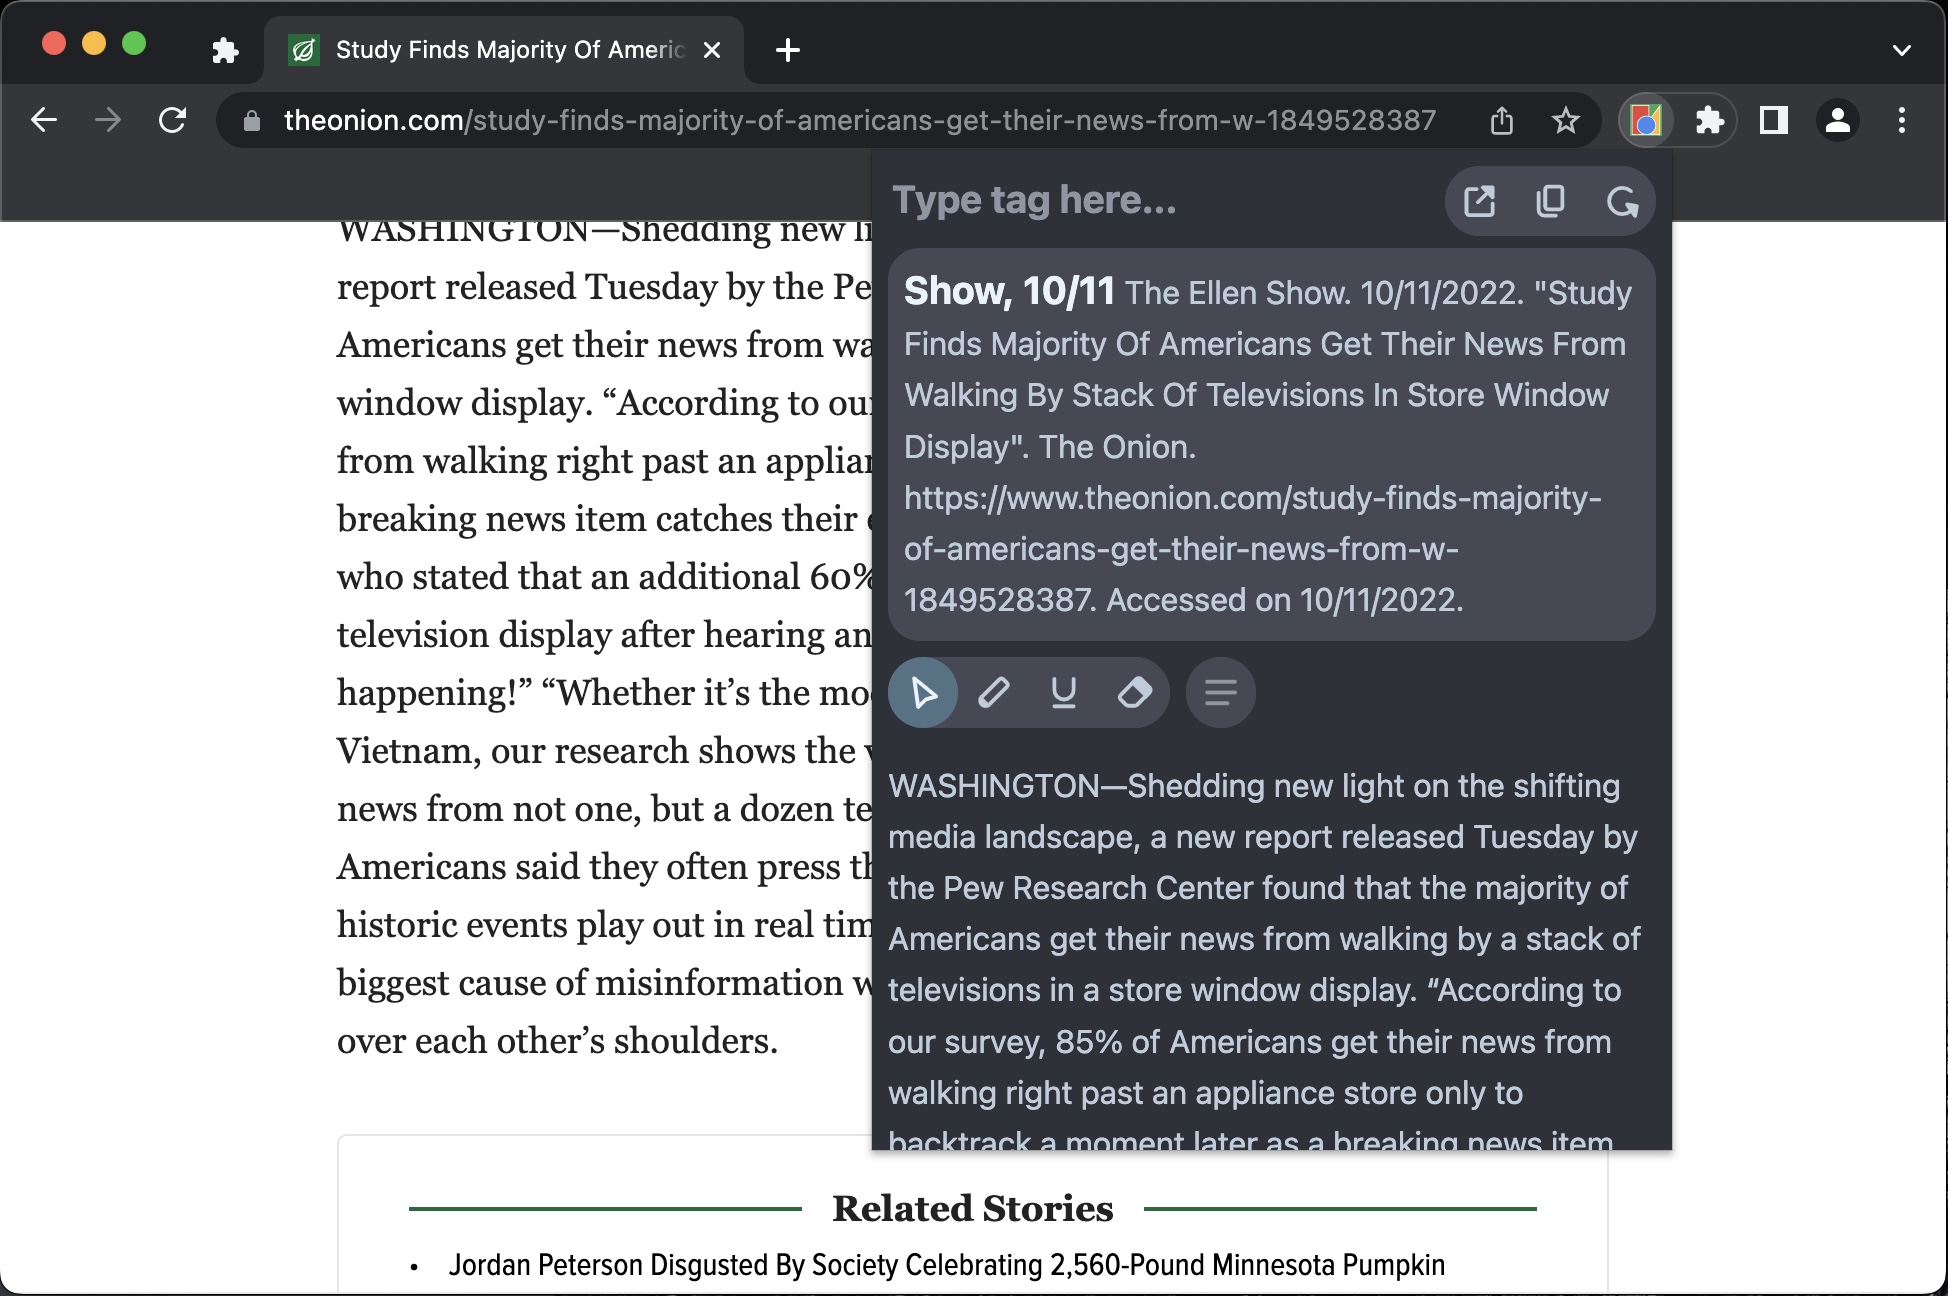 Study Finds Majority Of Americ
theonion.com/study-finds-majority-of-americans-get-their-news-from-w-1849528387
WASHINGTON—Shedding new li
report released Tuesday by the Pe
Americans get their news from wa
window display. “According to our
from walking right past an applian
breaking news item catches their e
who stated that an additional 60%
television display after hearing an
happening!” “Whether it’s the moo
Vietnam, our research shows the v
news from not one, but a dozen te
Americans said they often press th
historic events play out in real tim
biggest cause of misinformation w
over each other’s shoulders.
Type tag here...
Show, 10/11 The Ellen Show. 10/11/2022. "Study
Finds Majority Of Americans Get Their News From
Walking By Stack Of Televisions In Store Window
Display". The Onion.
https://www.theonion.com/study-finds-majority-
of-americans-get-their-news-from-w-
1849528387. Accessed on 10/11/2022.
WASHINGTON—Shedding new light on the shifting
media landscape, a new report released Tuesday by
the Pew Research Center found that the majority of
Americans get their news from walking by a stack of
televisions in a store window display. “According to
our survey, 85% of Americans get their news from
walking right past an appliance store only to
backtrack a moment later as a breaking news item
Related Stories
• Jordan Peterson Disgusted By Society Celebrating 2,560-Pound Minnesota Pumpkin